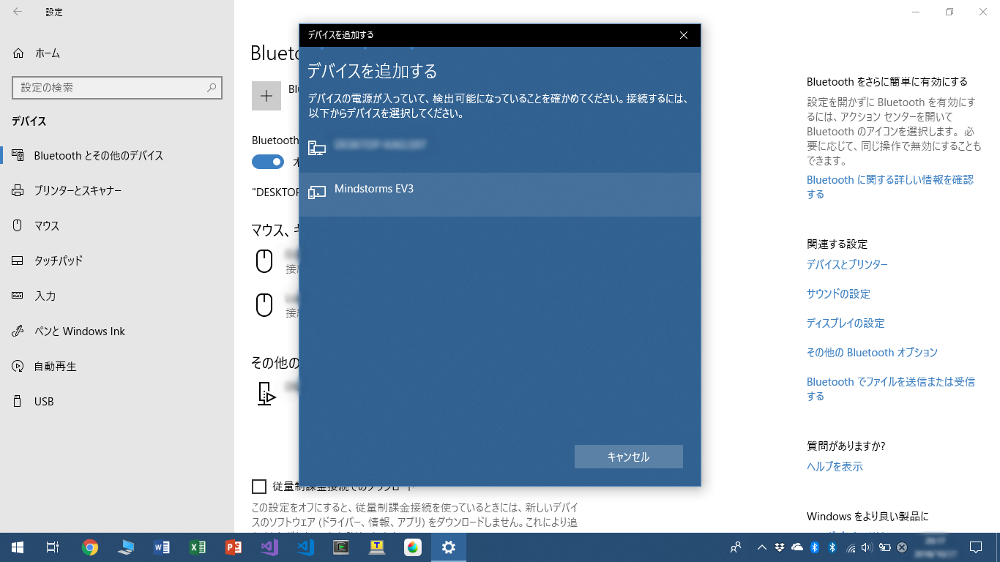 設定
ホーム
設定の検索
デバイス
Bluetooth とその他のデバイス
プリンターとスキャナー
マウス
タッチパッド
入力
ペンと Windows Ink
自動再生
USB
デバイスを追加する
デバイスを追加する
デバイスの電源が入っていて、検出可能になっていることを確かめてください。接続するには、
以下からデバイスを選択してください。
Mindstorms EV3
キャンセル
Bluetooth
"DESKTOP
マウス、キ
接続
接続
その他の
従量制課金接続でのダウンロード
この設定をオフにすると、従量制課金接続を使っているときには、新しいデバイ
スのソフトウェア (ドライバー、情報、アプリ) をダウンロードしません。これにより追
Bluetooth をさらに簡単に有効にする
設定を開かずに Bluetooth を有効にす
るには、アクション センターを開いて
Bluetooth のアイコンを選択します。必
要に応じて、同じ操作で無効にすることも
できます。
Bluetooth に関する詳しい情報を確認
する
関連する設定
デバイスとプリンター
サウンドの設定
ディスプレイの設定
その他の Bluetooth オプション
Bluetooth でファイルを送信または受信
する
質問がありますか?
ヘルプを表示
Windows をより良い製品に